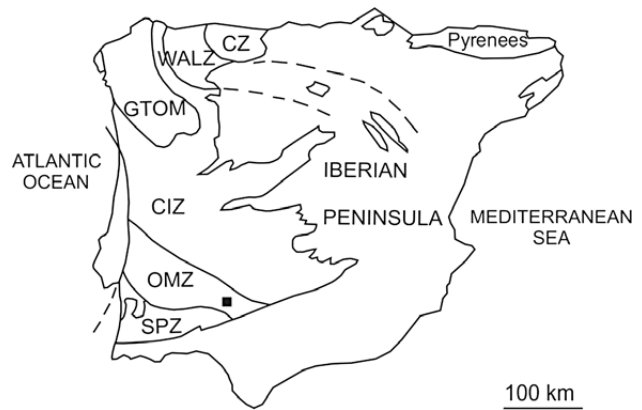 CZ
Pyrenees
WALZ
GTOM
ATLANTIC
OCEAN
IBERIAN
PENINSULA
CIZ
MEDITERRANEAN
SEA
OMZ
SPZ
100 km